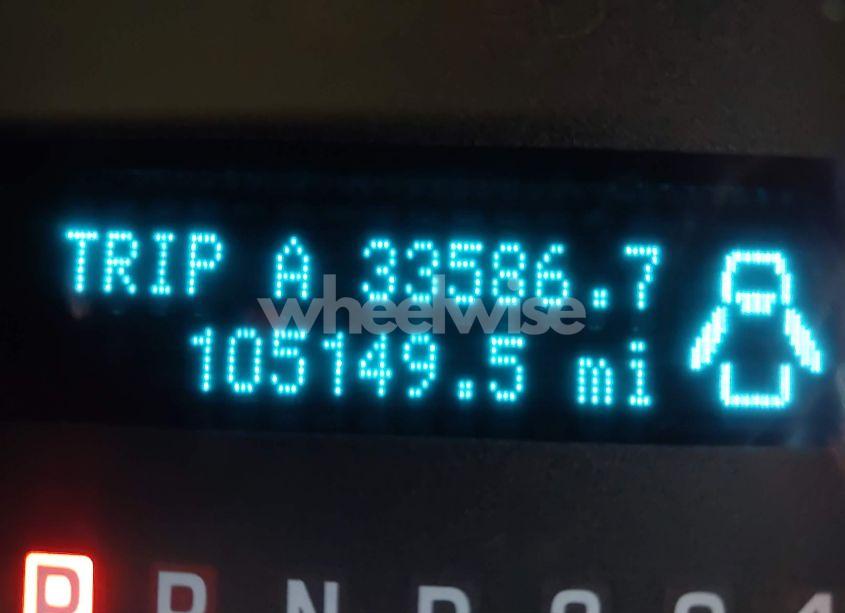 TRIP A 33586.7
wheelwise
105149.5 mi
P R N D